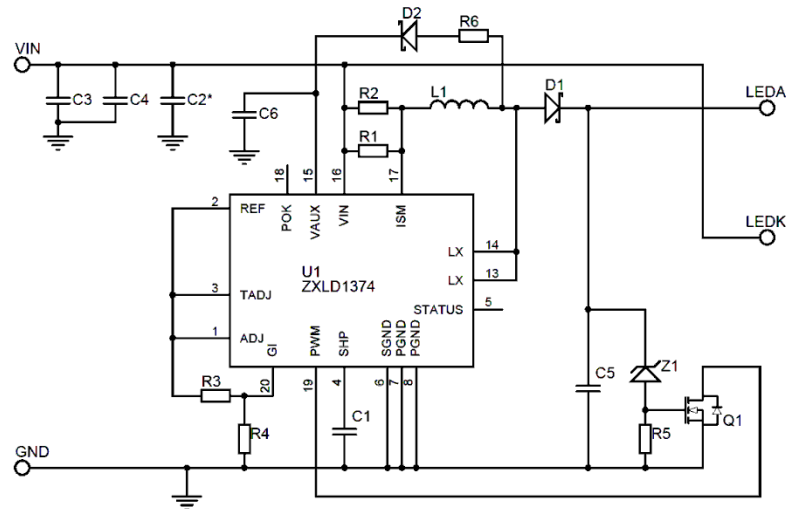 D2
R6
VIN
C3
C4
C2*
C6
R2
L1
D1
LEDA
R1
18
15
16
17
2
REF
POK
VAUX
VIN
ISM
LEDK
LX
14
U1
ZXLD1374
LX
13
3
TADJ
STATUS
5
1
ADJ
GI
PWM
SHP
SGND
PGND
PGND
R3
20
19
4
6
7
8
C5
Z1
Q1
C1
R4
R5
GND